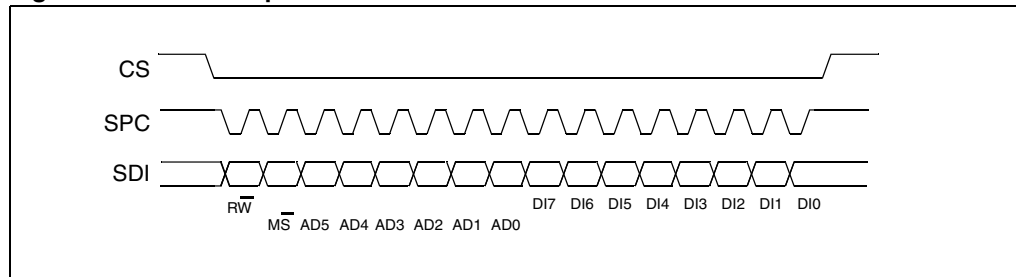 CS
SPC
SDI
RW
DI7 DI6 DI5 DI4 DI3 DI2 DI1 DI0
MS AD5 AD4 AD3 AD2 AD1 AD0